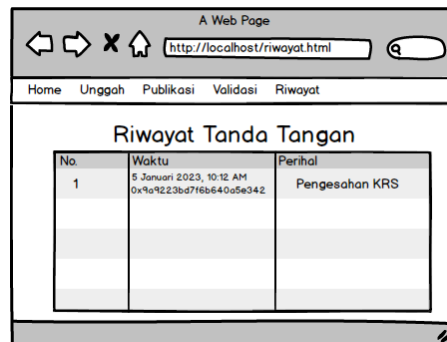 A Web Page
http://localhost/riwayat.html
Home Unggah Publikasi Validasi Riwayat
Riwayat Tanda Tangan
No. Waktu Perihal
1 5 Januari 2023, 10:12 AM Pengesahan KRS
0x9a9223bd7f6b640a5e342